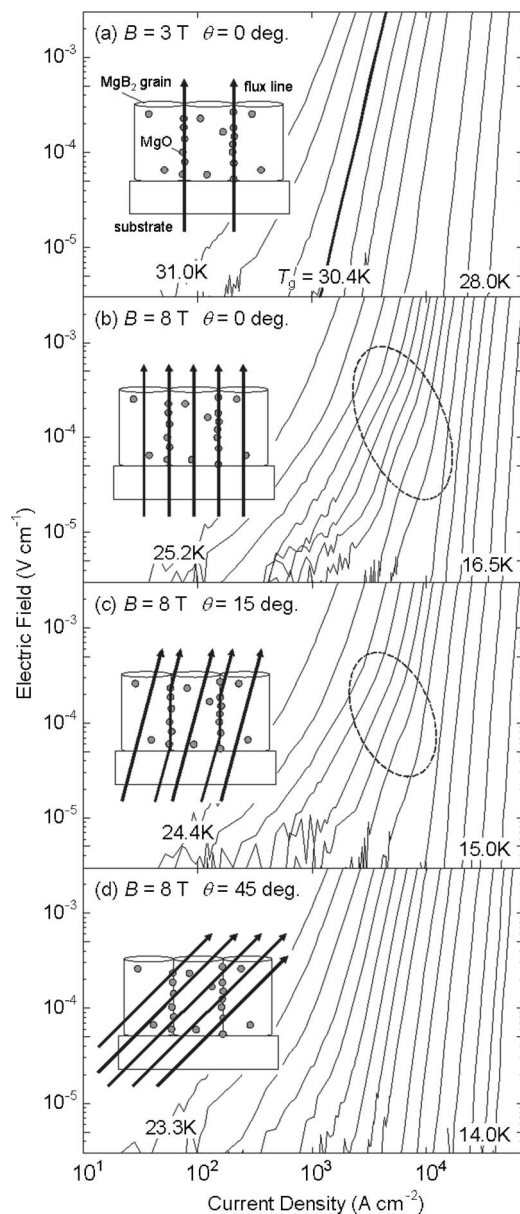 (a) B = 3 T θ = 0 deg.
MgB₂ grain
flux line
MgO
substrate
31.0K
T_g = 30.4K
28.0K
10⁻³
10⁻⁴
10⁻⁵
(b) B = 8 T θ = 0 deg.
25.2K
16.5K
10⁻³
10⁻⁴
10⁻⁵
(c) B = 8 T θ = 15 deg.
24.4K
15.0K
10⁻³
10⁻⁴
10⁻⁵
(d) B = 8 T θ = 45 deg.
23.3K
14.0K
10⁻³
10⁻⁴
10⁻⁵
Electric Field (V cm⁻¹)
10¹ 10² 10³ 10⁴
Current Density (A cm⁻²)